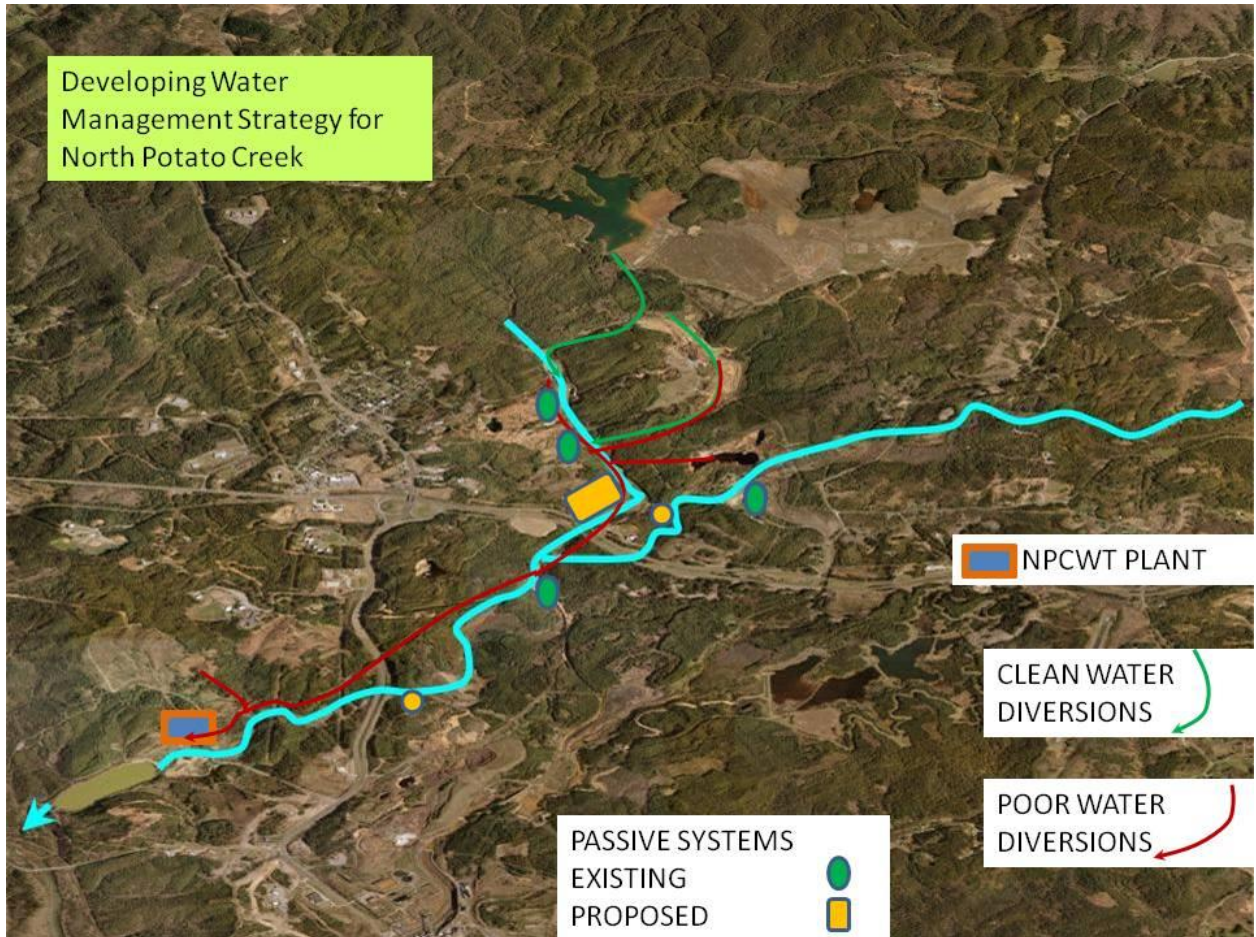 Developing Water
Management Strategy for
North Potato Creek
NPCWT PLANT
CLEAN WATER
DIVERSIONS
POOR WATER
DIVERSIONS
PASSIVE SYSTEMS
EXISTING
PROPOSED